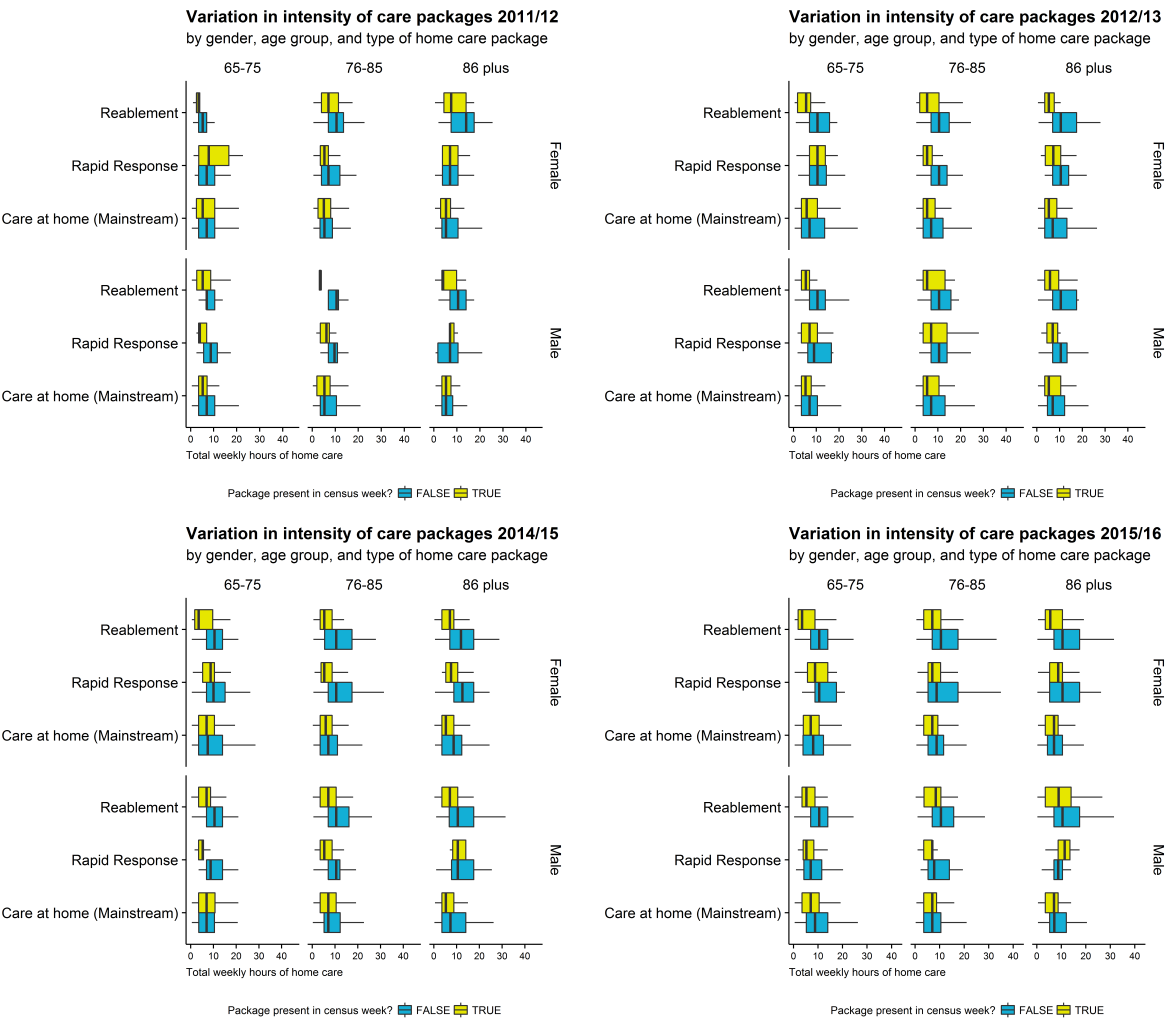 Variation in intensity of care packages 2011/12
by gender, age group, and type of home care package
65-75 76-85 86 plus
Reablement
Rapid Response
Care at home (Mainstream)
Female
Reablement
Rapid Response
Care at home (Mainstream)
Male
0 10 20 30 40 0 10 20 30 40 0 10 20 30 40
Total weekly hours of home care
Package present in census week? FALSE TRUE
Variation in intensity of care packages 2012/13
by gender, age group, and type of home care package
65-75 76-85 86 plus
Reablement
Rapid Response
Care at home (Mainstream)
Female
Reablement
Rapid Response
Care at home (Mainstream)
Male
0 10 20 30 40 0 10 20 30 40 0 10 20 30 40
Total weekly hours of home care
Package present in census week? FALSE TRUE
Variation in intensity of care packages 2014/15
by gender, age group, and type of home care package
65-75 76-85 86 plus
Reablement
Rapid Response
Care at home (Mainstream)
Female
Reablement
Rapid Response
Care at home (Mainstream)
Male
0 10 20 30 40 0 10 20 30 40 0 10 20 30 40
Total weekly hours of home care
Package present in census week? FALSE TRUE
Variation in intensity of care packages 2015/16
by gender, age group, and type of home care package
65-75 76-85 86 plus
Reablement
Rapid Response
Care at home (Mainstream)
Female
Reablement
Rapid Response
Care at home (Mainstream)
Male
0 10 20 30 40 0 10 20 30 40 0 10 20 30 40
Total weekly hours of home care
Package present in census week? FALSE TRUE